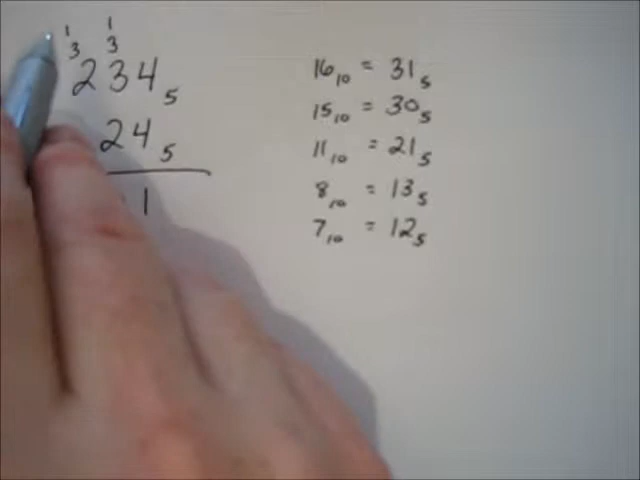 1 1
3 3
234₅
24₅
1
16₁₀ = 31₅
15₁₀ = 30₅
11₁₀ = 21₅
8₁₀ = 13₅
7₁₀ = 12₅